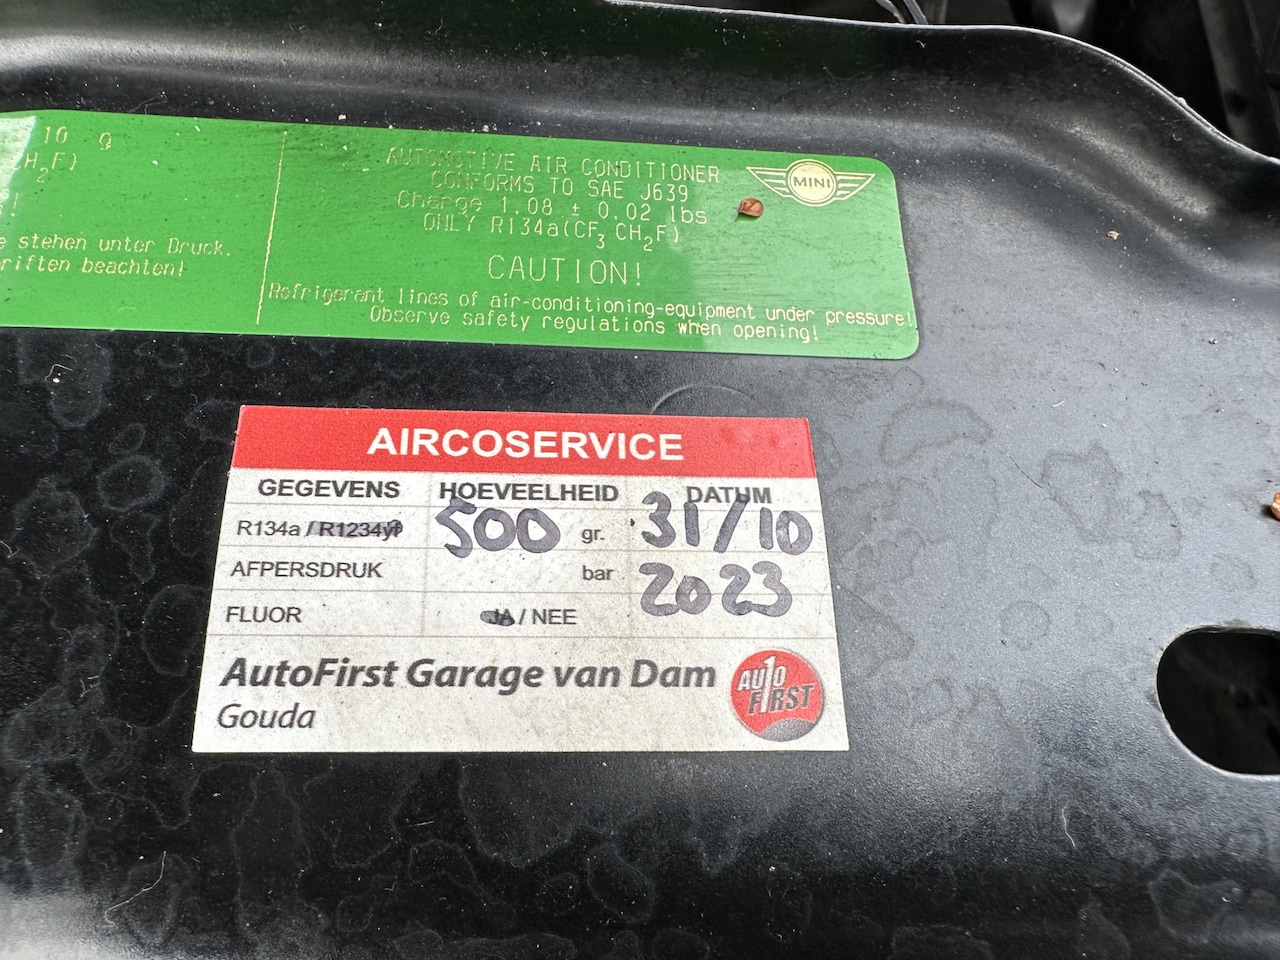 10 g
H2F)
!
e stehen unter Druck.
riften beachten!
AUTOMOTIVE AIR CONDITIONER
CONFORMS TO SAE J639
Charge 1.08 ± 0.02 lbs
ONLY R134a(CF3 CH2F)
CAUTION!
Refrigerant lines of air-conditioning-equipment under pressure!
Observe safety regulations when opening!
MINI
AIRCOSERVICE
GEGEVENS HOEVEELHEID DATUM
R134a / R1234yf 500 gr. 31/10
AFPERSDRUK bar 2023
FLUOR JA / NEE
AutoFirst Garage van Dam
Gouda
AUTO
FIRST